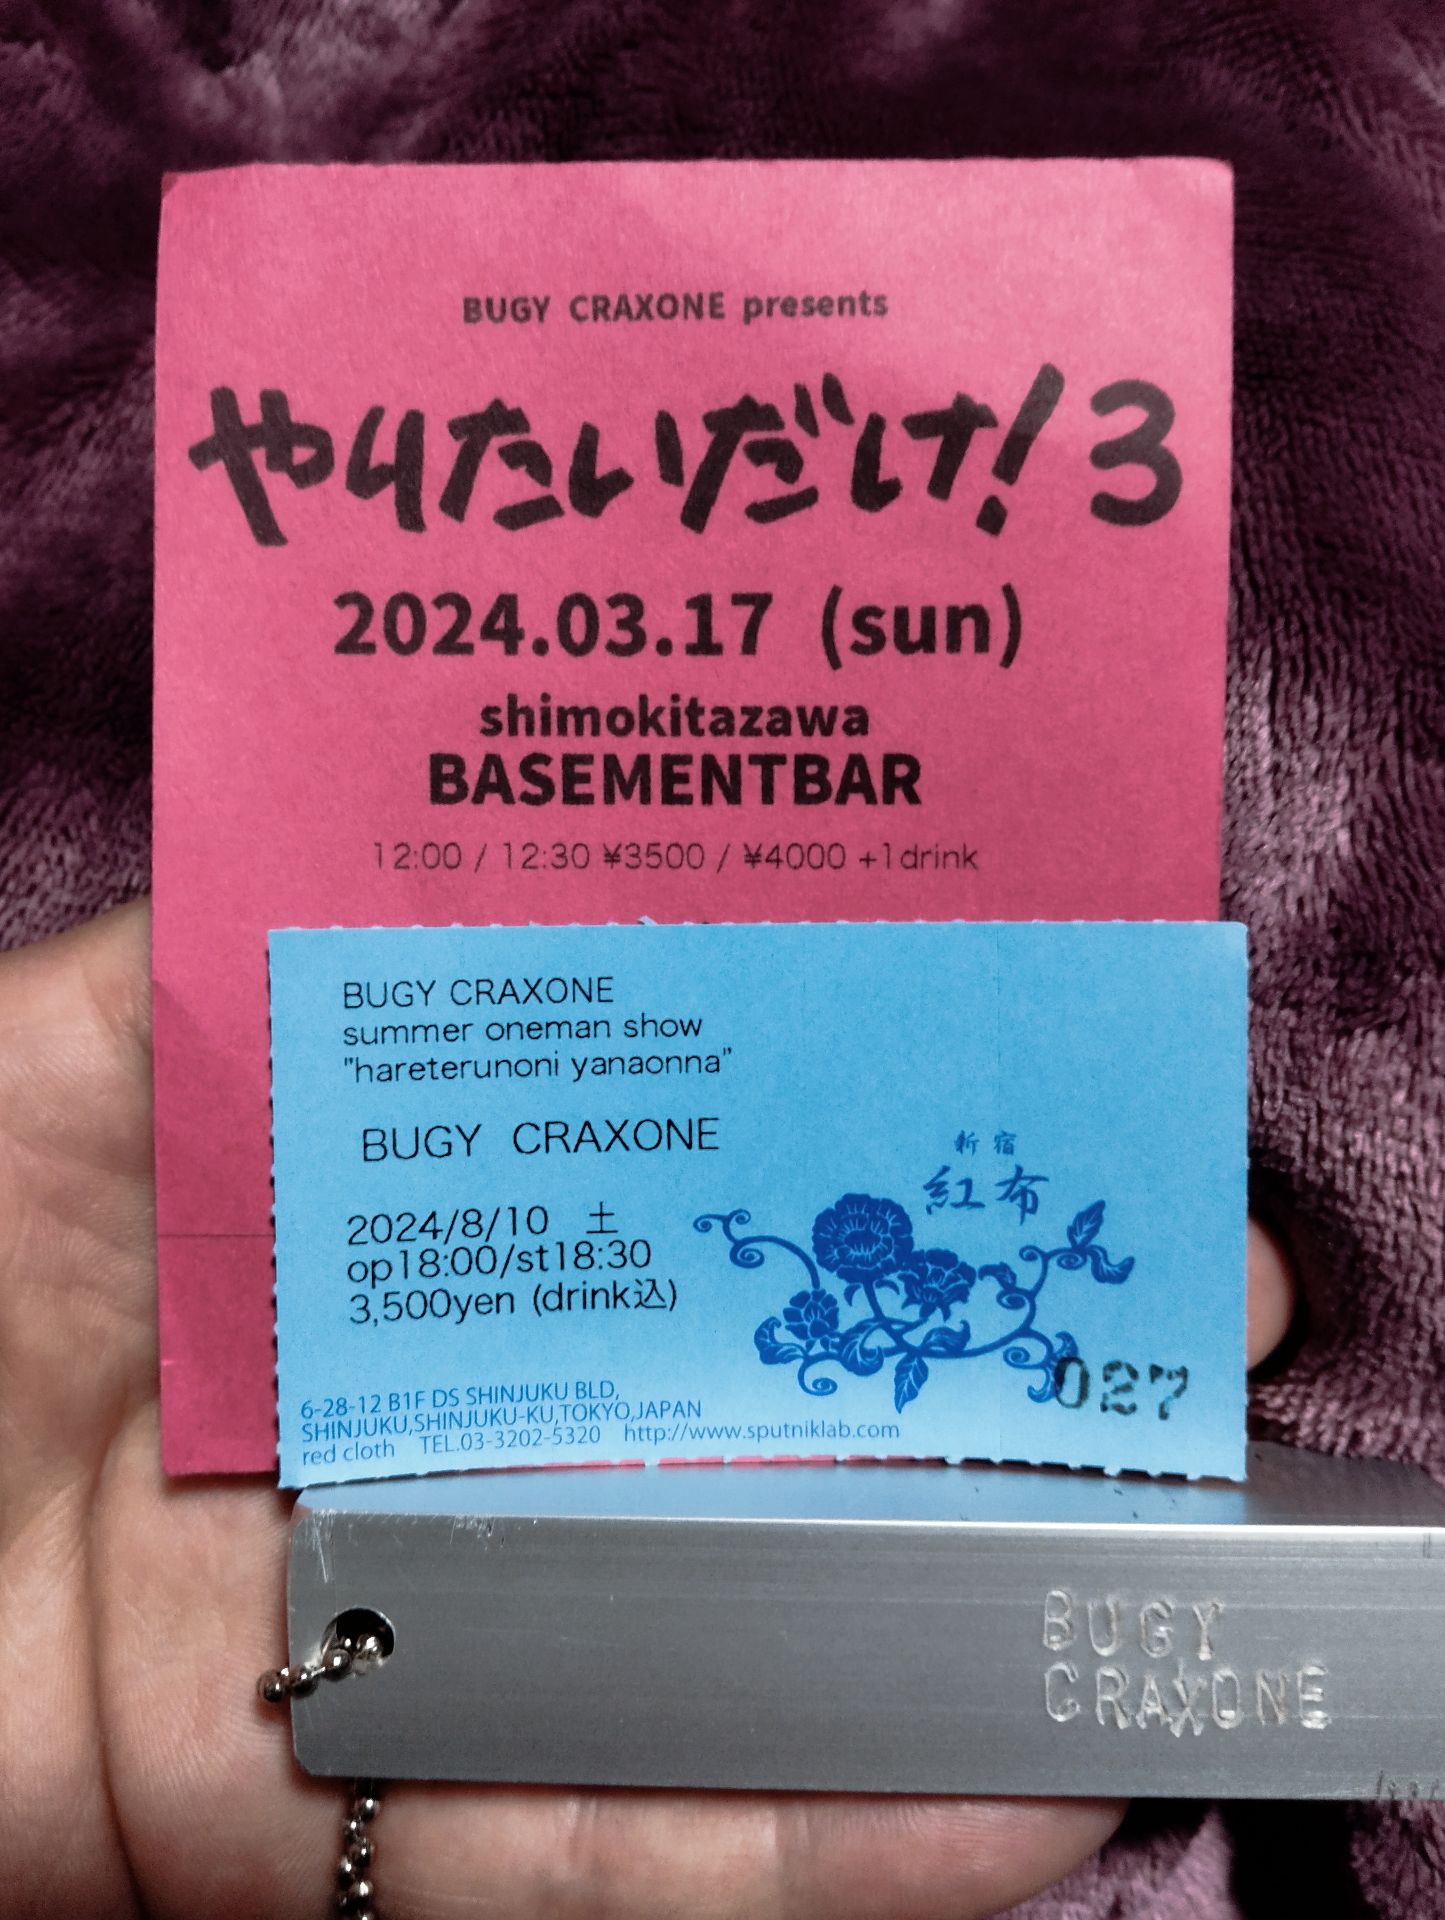 BUGY CRAXONE presents
やりたいだけ! 3
2024.03.17 (sun)
shimokitazawa
BASEMENTBAR
12:00 / 12:30 ¥3500 / ¥4000 +1drink
BUGY CRAXONE
summer oneman show
"hareterunoni yanaonna"
BUGY CRAXONE
2024/8/10 土
op18:00/st18:30
3,500yen (drink込)
新宿
紅布
027
6-28-12 B1F DS SHINJUKU BLD,
SHINJUKU,SHINJUKU-KU,TOKYO,JAPAN
red cloth TEL.03-3202-5320 http://www.sputniklab.com
BUGY
CRAXONE